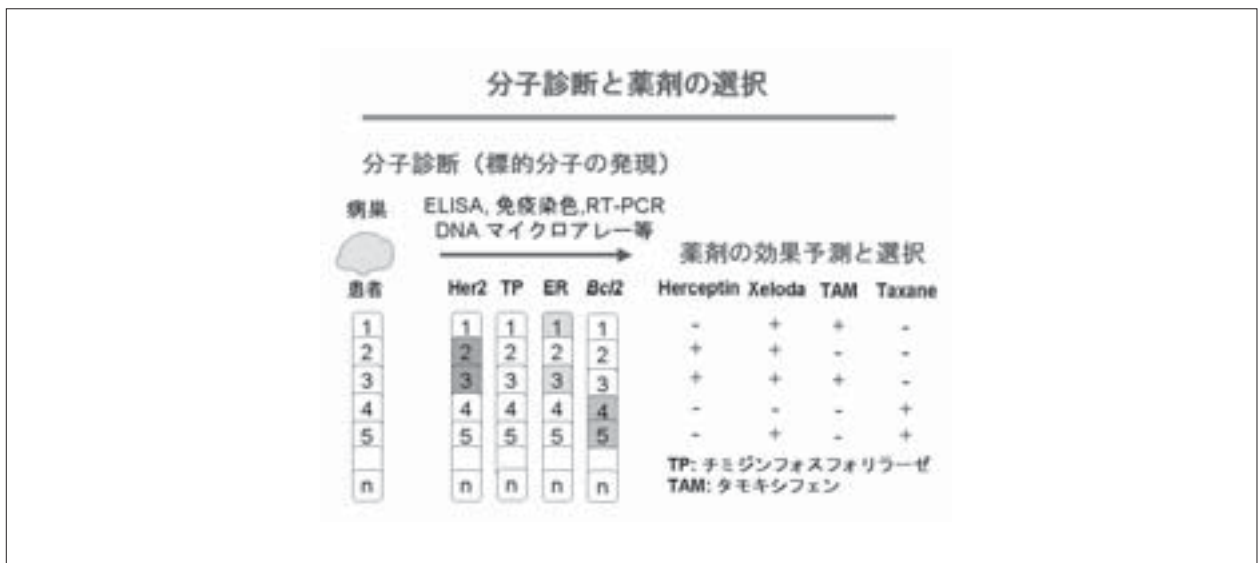 分子診断と薬剤の選択
分子診断（標的分子の発現）
病巣
ELISA, 免疫染色,RT-PCR
DNA マイクロアレー等
薬剤の効果予測と選択
患者 Her2 TP ER Bcl2 Herceptin Xeloda TAM Taxane
1 1 1 1 1 - + + -
2 2 2 2 2 + + - -
3 3 3 3 3 + + + -
4 4 4 4 4 - - - +
5 5 5 5 5 - + - +
TP: チミジンフォスフォリラーゼ
n n n n n TAM: タモキシフェン